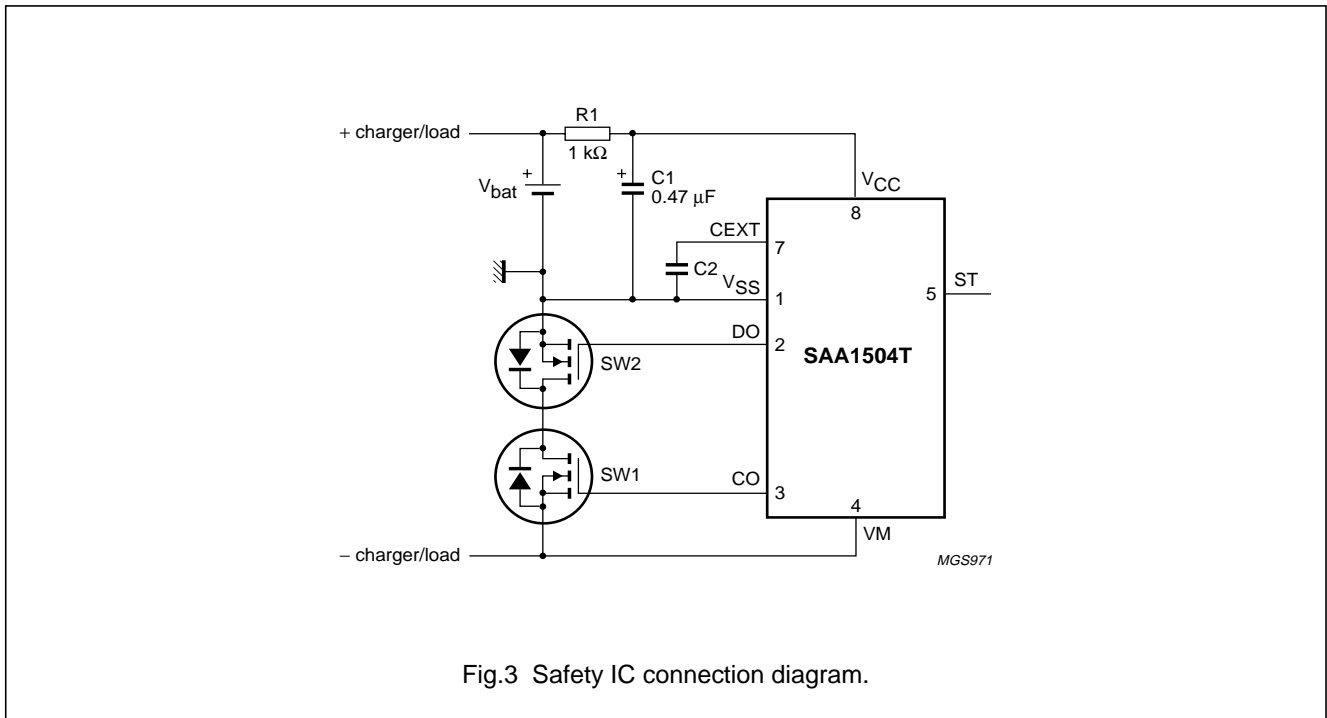 + charger/load
R1
1 kΩ
Vbat
+
+
C1
0.47 μF
VCC
8
CEXT
7
C2
VSS
1
5
ST
DO
2
SAA1504T
SW2
SW1
CO
3
4
VM
− charger/load
MGS971
Fig.3 Safety IC connection diagram.